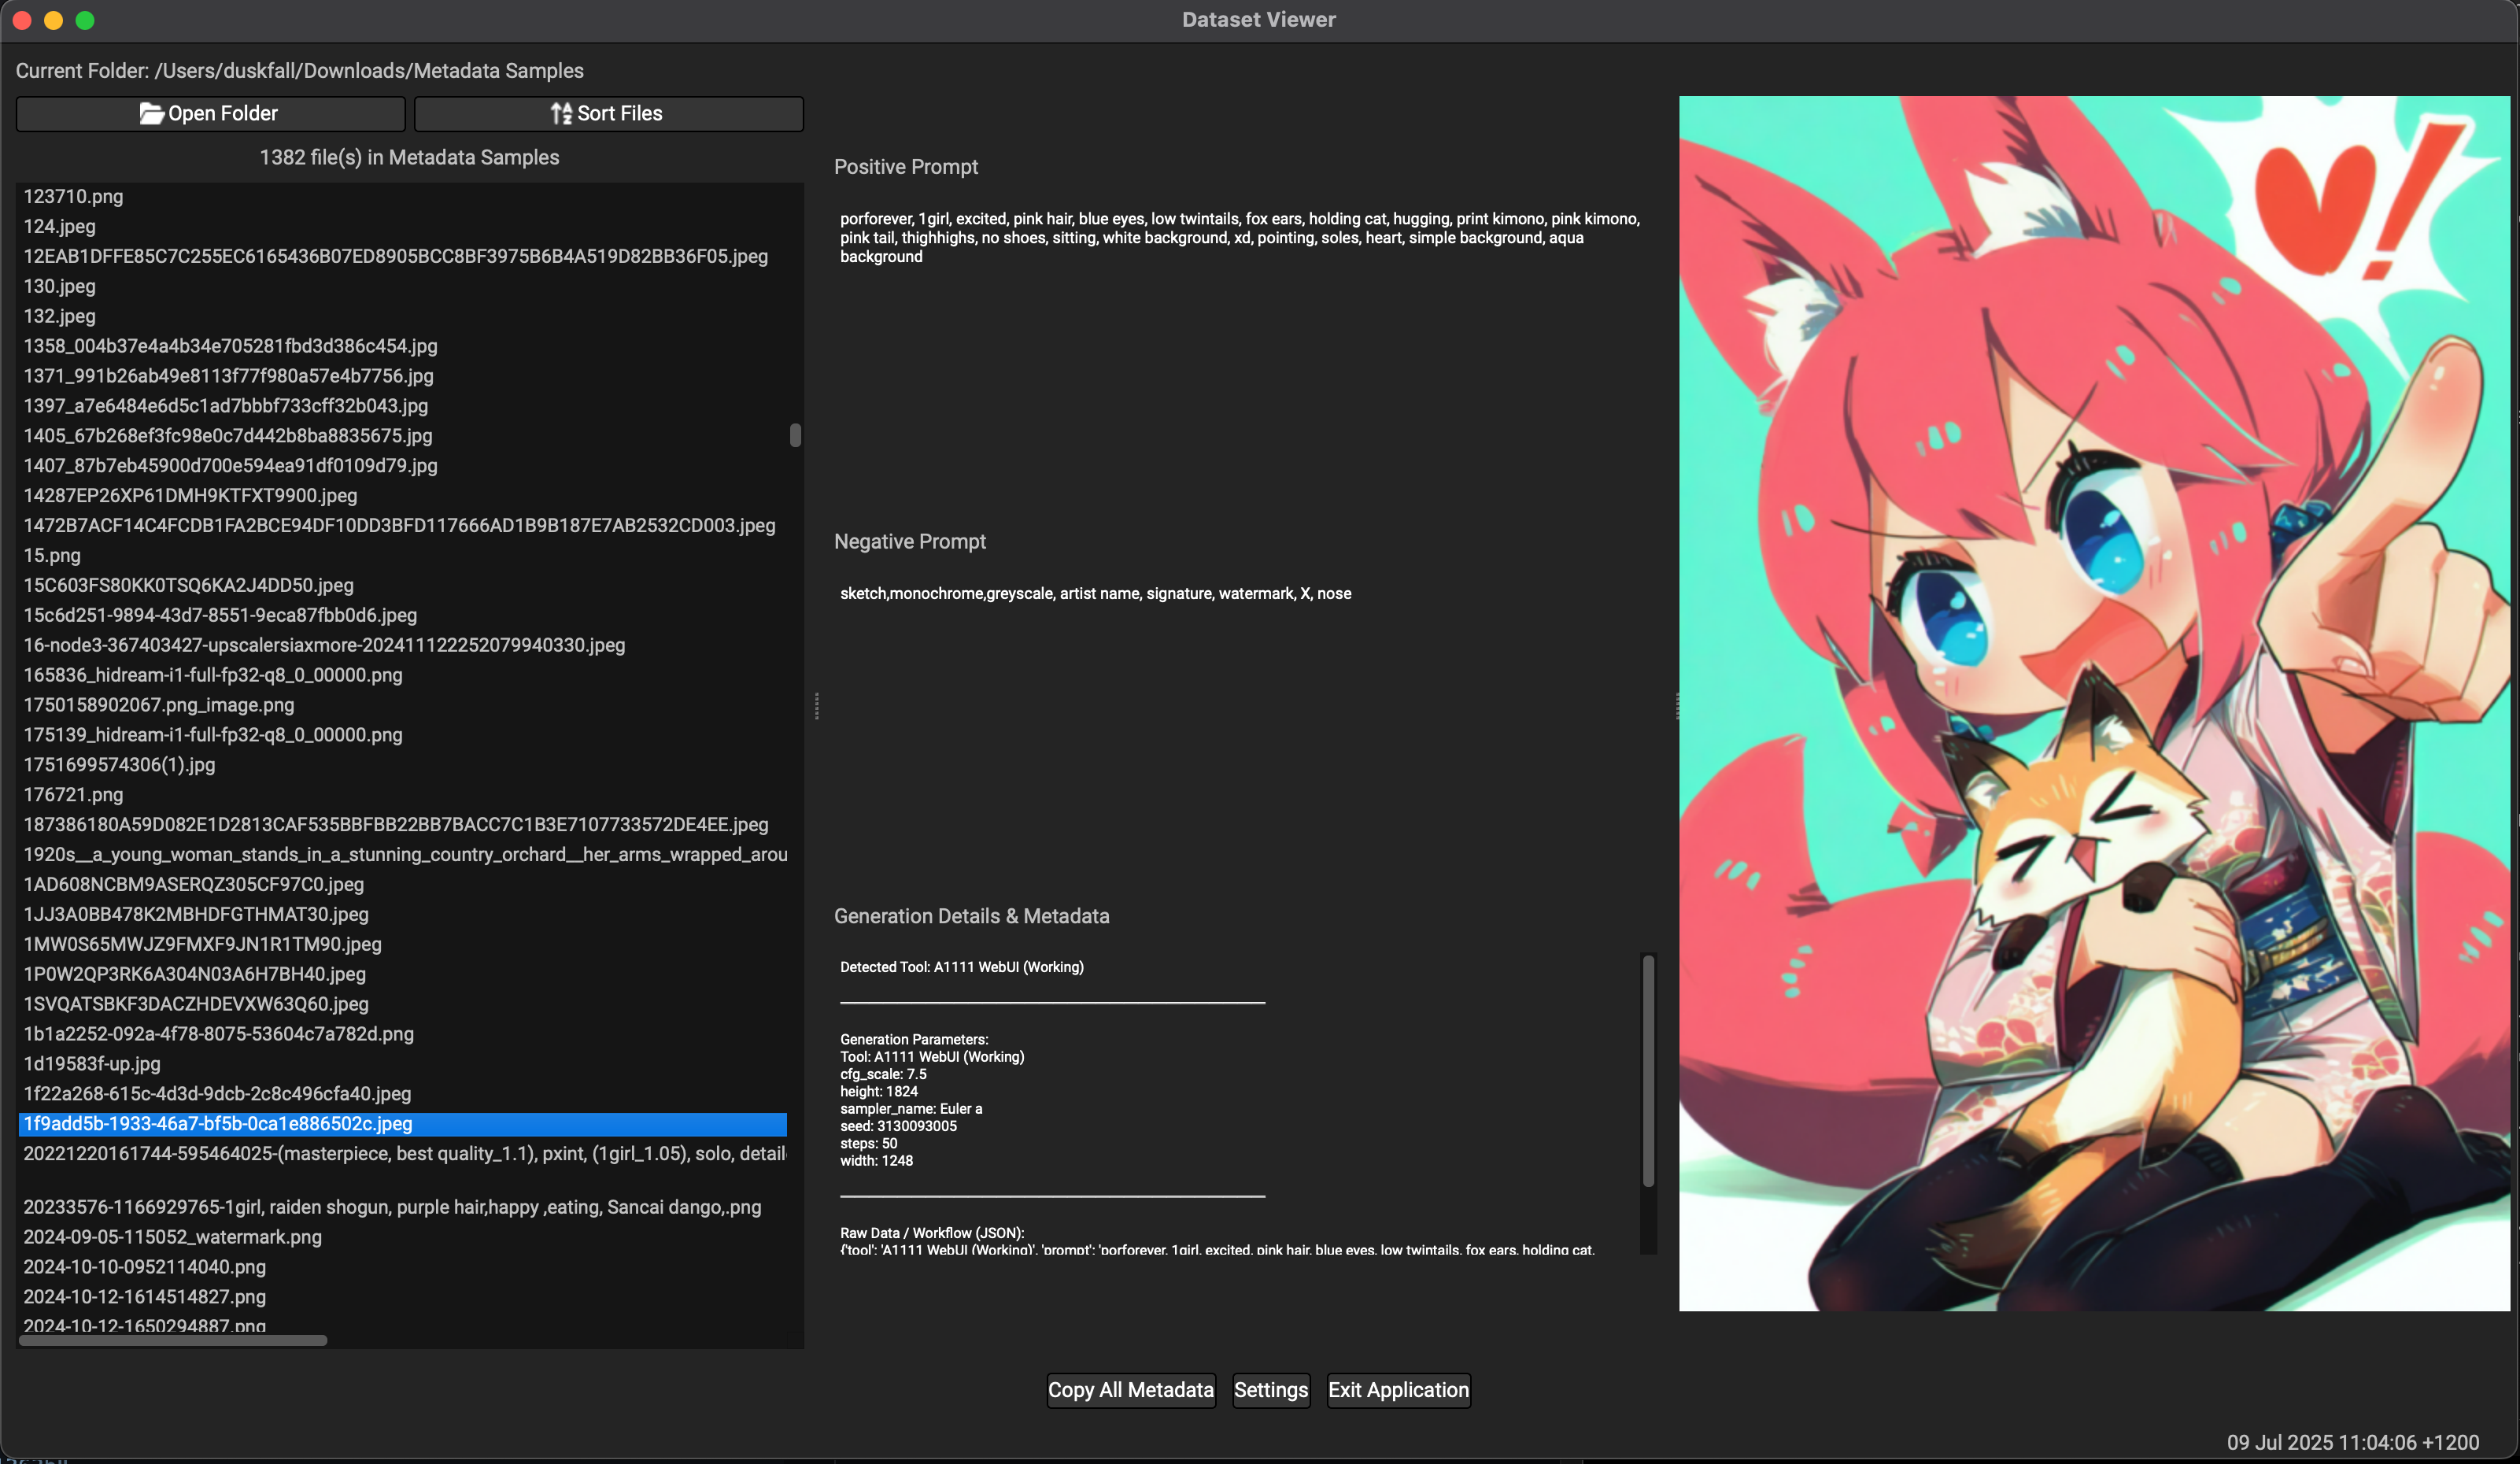 Dataset Viewer
Current Folder: /Users/duskfall/Downloads/Metadata Samples
Open Folder
Sort Files
1382 file(s) in Metadata Samples
123710.png
124.jpeg
12EAB1DFFE85C7C255EC6165436B07ED8905BCC8BF3975B6B4A519D82BB36F05.jpeg
130.jpeg
132.jpeg
1358_004b37e4a4b34e705281fbd3d386c454.jpg
1371_991b26ab49e8113f77f980a57e4b7756.jpg
1397_a7e6484e6d5c1ad7bbbf733cff32b043.jpg
1405_67b268ef3fc98e0c7d442b8ba8835675.jpg
1407_87b7eb45900d700e594ea91df0109d79.jpg
14287EP26XP61DMH9KTFXT9900.jpeg
1472B7ACF14C4FCDB1FA2BCE94DF10DD3BFD117666AD1B9B187E7AB2532CD003.jpeg
15.png
15C603FS80KK0TSQ6KA2J4DD50.jpeg
15c6d251-9894-43d7-8551-9eca87fbb0d6.jpeg
16-node3-367403427-upscalersiaxmore-202411122252079940330.jpeg
165836_hidream-i1-full-fp32-q8_0_00000.png
1750158902067.png_image.png
175139_hidream-i1-full-fp32-q8_0_00000.png
1751699574306(1).jpg
176721.png
187386180A59D082E1D2813CAF535BBFBB22BB7BACC7C1B3E7107733572DE4EE.jpeg
1920s__a_young_woman_stands_in_a_stunning_country_orchard__her_arms_wrapped_arou
1AD608NCBM9ASERQZ305CF97C0.jpeg
1JJ3A0BB478K2MBHDFGTHMAT30.jpeg
1MW0S65MWJZ9FMXF9JN1R1TM90.jpeg
1P0W2QP3RK6A304N03A6H7BH40.jpeg
1SVQATSBKF3DACZHDEVXW63Q60.jpeg
1b1a2252-092a-4f78-8075-53604c7a782d.png
1d19583f-up.jpg
1f22a268-615c-4d3d-9dcb-2c8c496cfa40.jpeg
1f9add5b-1933-46a7-bf5b-0ca1e886502c.jpeg
20221220161744-595464025-(masterpiece, best quality_1.1), pxint, (1girl_1.05), solo, detail
20233576-1166929765-1girl, raiden shogun, purple hair,happy ,eating, Sancai dango,.png
2024-09-05-115052_watermark.png
2024-10-10-0952114040.png
2024-10-12-1614514827.png
2024-10-12-1650294887.png
Positive Prompt
porforever, 1girl, excited, pink hair, blue eyes, low twintails, fox ears, holding cat, hugging, print kimono, pink kimono,
pink tail, thighhighs, no shoes, sitting, white background, xd, pointing, soles, heart, simple background, aqua
background
Negative Prompt
sketch,monochrome,greyscale, artist name, signature, watermark, X, nose
Generation Details & Metadata
Detected Tool: A1111 WebUI (Working)
Generation Parameters:
Tool: A1111 WebUI (Working)
cfg_scale: 7.5
height: 1824
sampler_name: Euler a
seed: 3130093005
steps: 50
width: 1248
Raw Data / Workflow (JSON):
{'tool': 'A1111 WebUI (Working)', 'prompt': 'porforever, 1girl, excited, pink hair, blue eyes, low twintails, fox ears, holding cat,
!
Copy All Metadata
Settings
Exit Application
09 Jul 2025 11:04:06 +1200